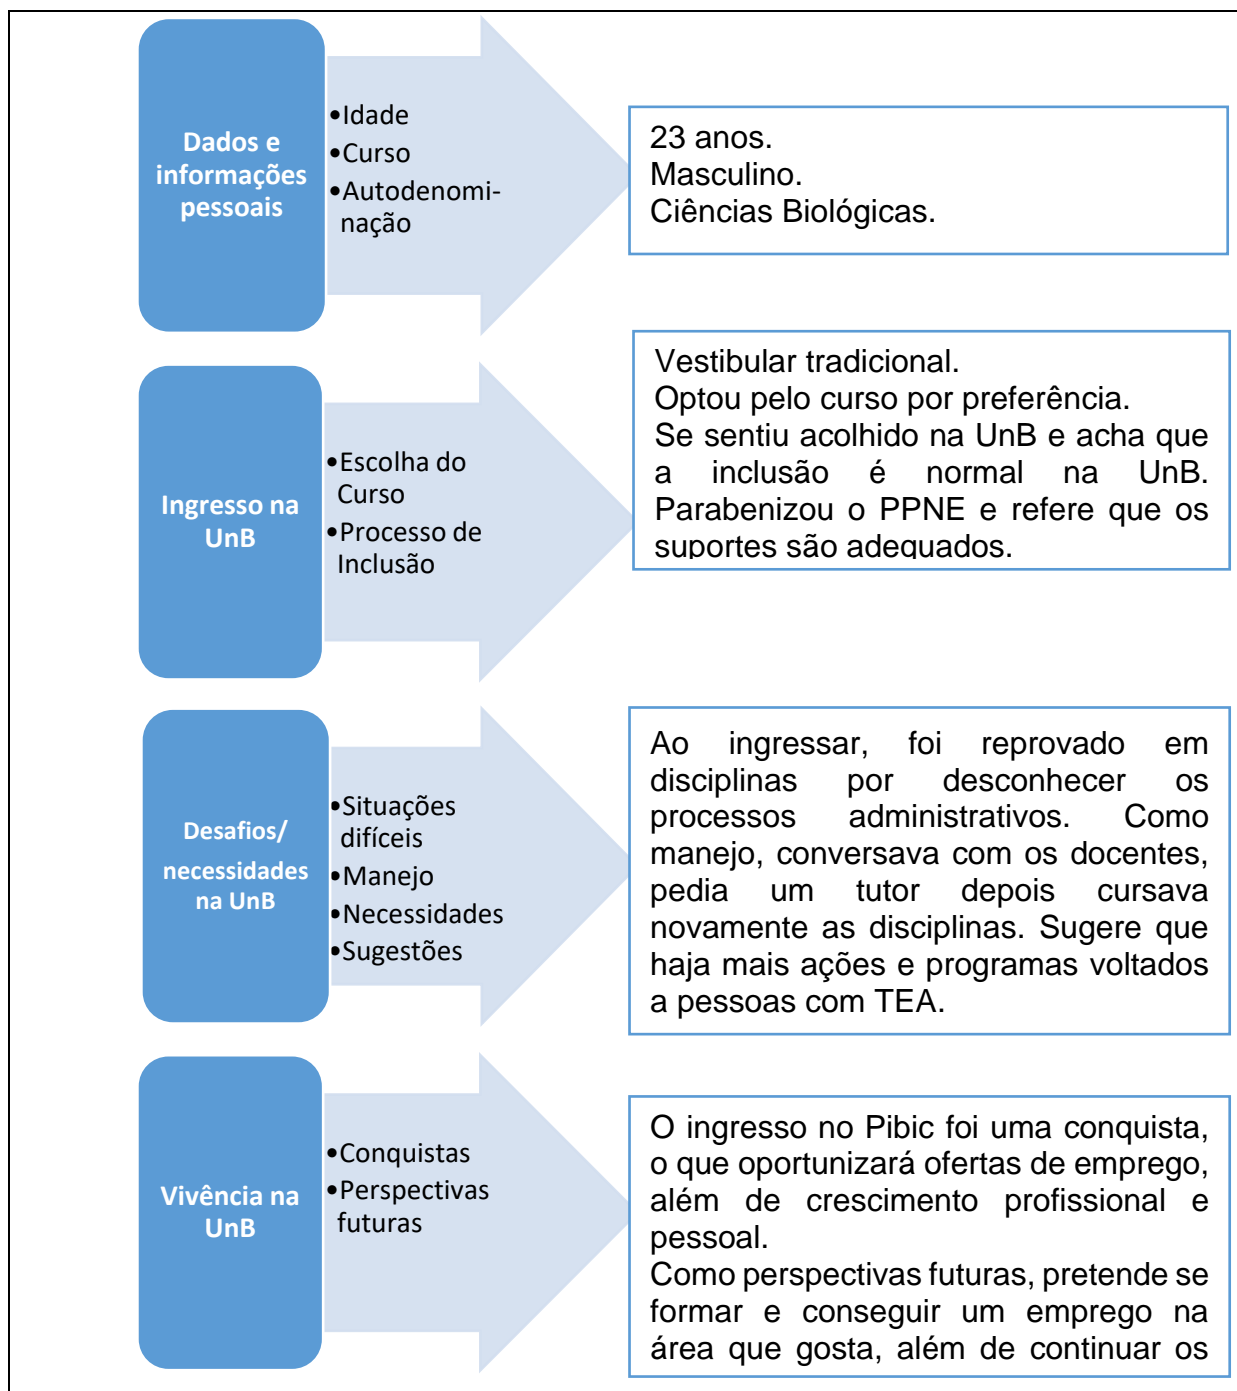 Dados e
informações
pessoais
•Idade
•Curso
•Autodenomi-
nação
23 anos.
Masculino.
Ciências Biológicas.
Ingresso na
UnB
•Escolha do
Curso
•Processo de
Inclusão
Vestibular tradicional.
Optou pelo curso por preferência.
Se sentiu acolhido na UnB e acha que
a inclusão é normal na UnB.
Parabenizou o PPNE e refere que os
suportes são adequados.
Desafios/
necessidades
na UnB
•Situações
difíceis
•Manejo
•Necessidades
•Sugestões
Ao ingressar, foi reprovado em
disciplinas por desconhecer os
processos administrativos. Como
manejo, conversava com os docentes,
pedia um tutor depois cursava
novamente as disciplinas. Sugere que
haja mais ações e programas voltados
a pessoas com TEA.
Vivência na
UnB
•Conquistas
•Perspectivas
futuras
O ingresso no Pibic foi uma conquista,
o que oportunizará ofertas de emprego,
além de crescimento profissional e
pessoal.
Como perspectivas futuras, pretende se
formar e conseguir um emprego na
área que gosta, além de continuar os